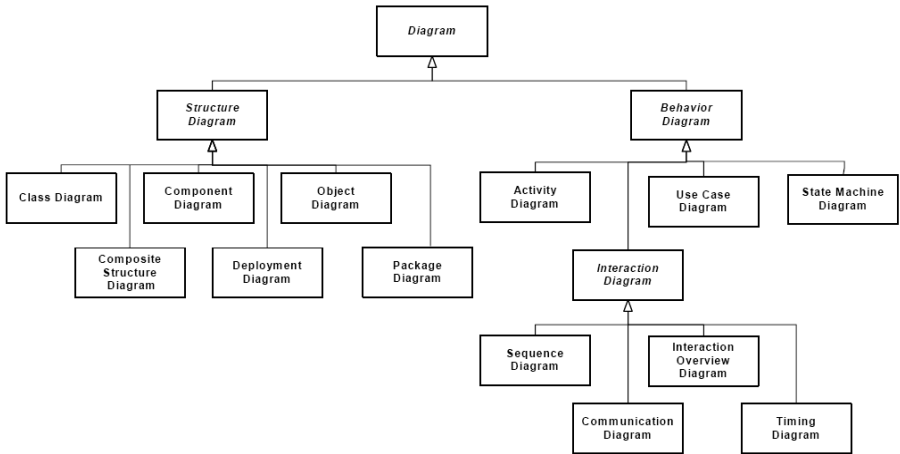 Diagram
Structure
Diagram
Behavior
Diagram
Class Diagram
Component
Diagram
Object
Diagram
Activity
Diagram
Use Case
Diagram
State Machine
Diagram
Composite
Structure
Diagram
Deployment
Diagram
Package
Diagram
Interaction
Diagram
Sequence
Diagram
Interaction
Overview
Diagram
Communication
Diagram
Timing
Diagram